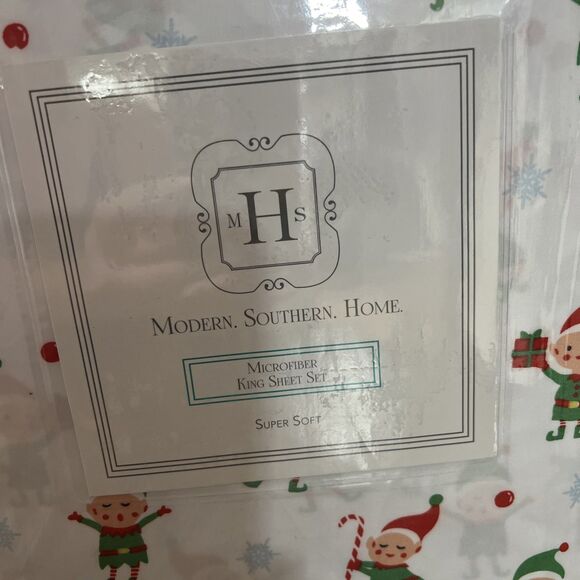 M H S
MODERN. SOUTHERN. HOME.
MICROFIBER
KING SHEET SET
SUPER SOFT